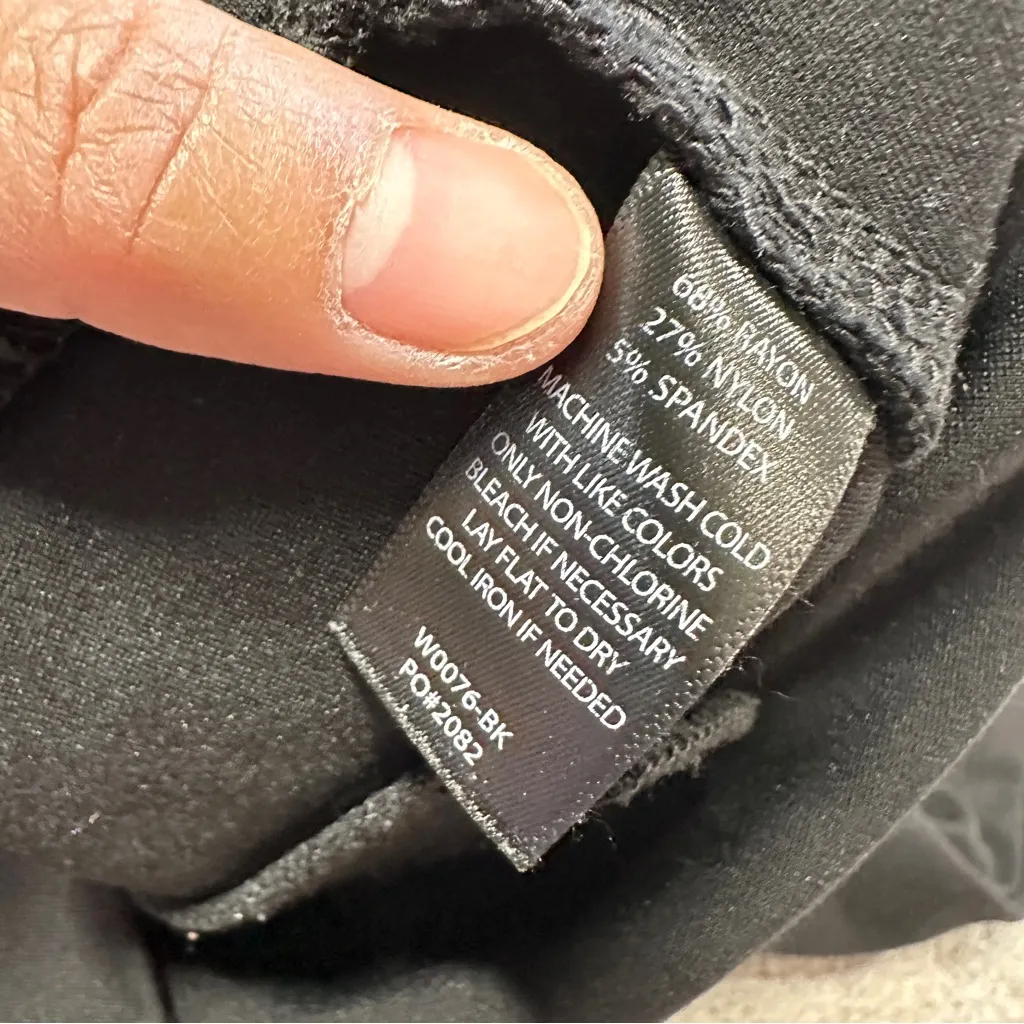 68% RAYON
27% NYLON
5% SPANDEX
MACHINE WASH COLD
WITH LIKE COLORS
ONLY NON-CHLORINE
BLEACH IF NECESSARY
LAY FLAT TO DRY
COOL IRON IF NEEDED
W0076-BK
PO#2082